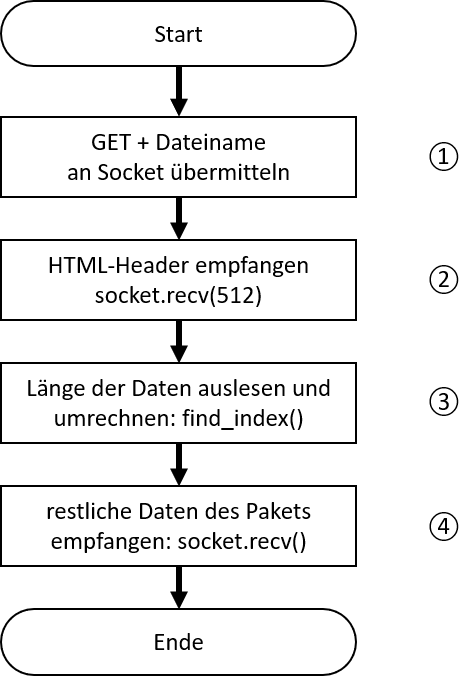 Start
GET + Dateiname
an Socket übermitteln
①
HTML-Header empfangen
socket.recv(512)
②
Länge der Daten auslesen und
umrechnen: find_index()
③
restliche Daten des Pakets
empfangen: socket.recv()
④
Ende